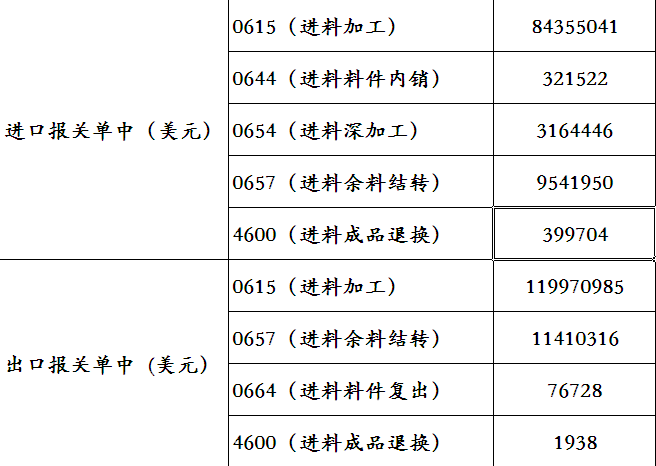 0615（进料加工）	84355041
0644（进料料件内销）	321522
进口报关单中（美元）	0654（进料深加工）	3164446
0657（进料余料结转）	9541950
4600（进料成品退换）	399704
0615（进料加工）	119970985
0657（进料余料结转）	11410316
出口报关单中（美元）
0664（进料料件复出）	76728
4600（进料成品退换）	1938